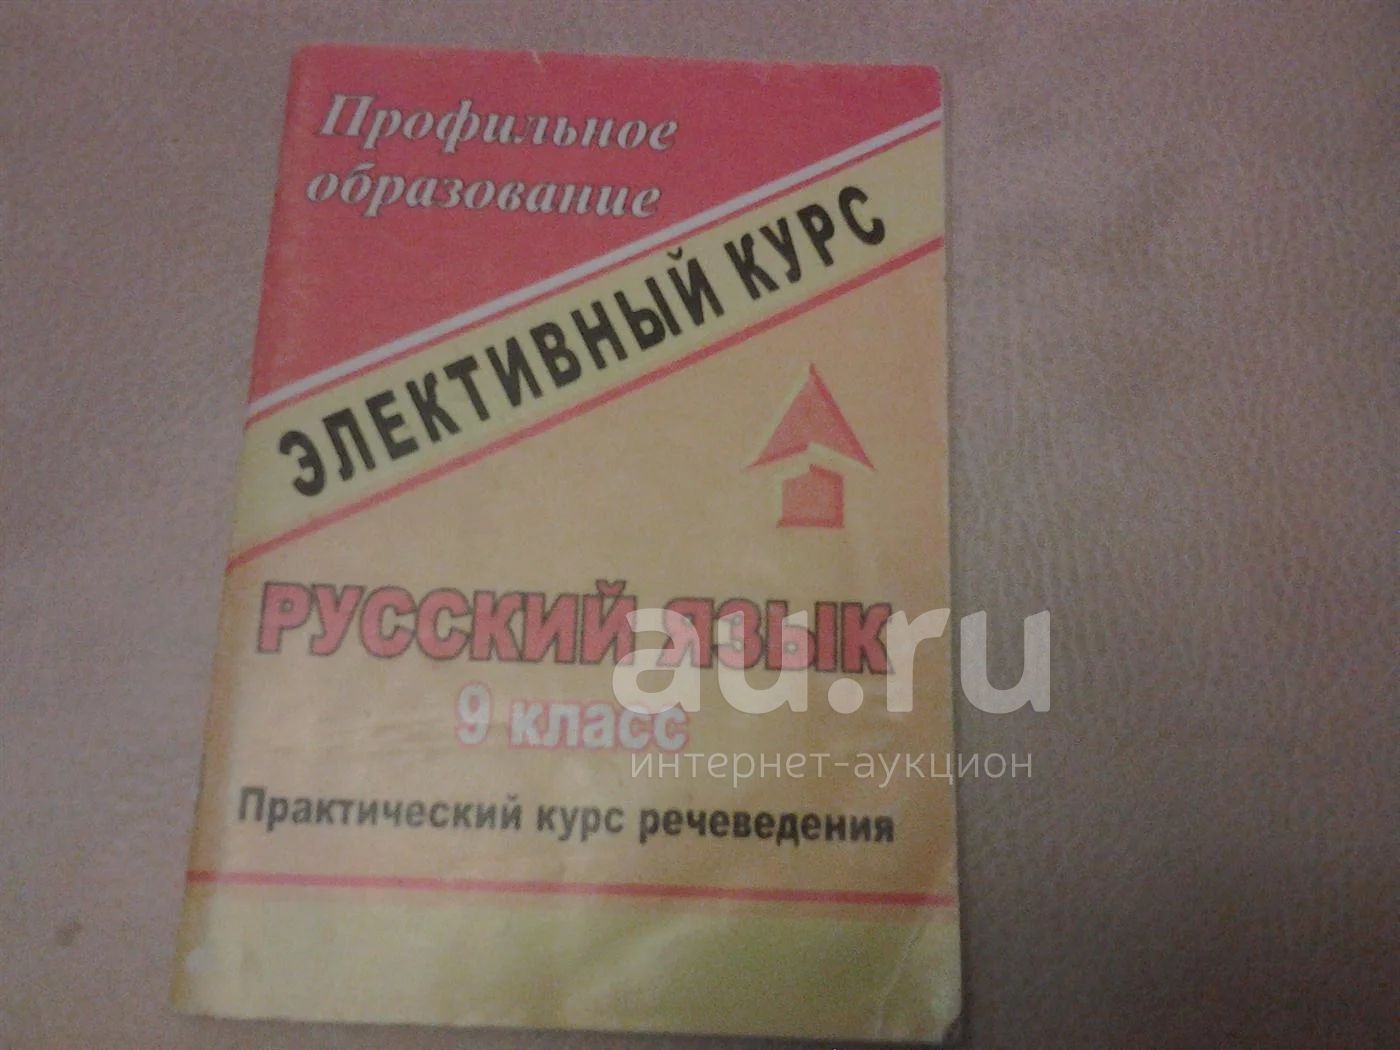 Профильное
образование
ЭЛЕКТИВНЫЙ КУРС
РУССКИЙ ЯЗЫК
9 класс
Практический курс речеведения
au.ru
интернет-аукцион